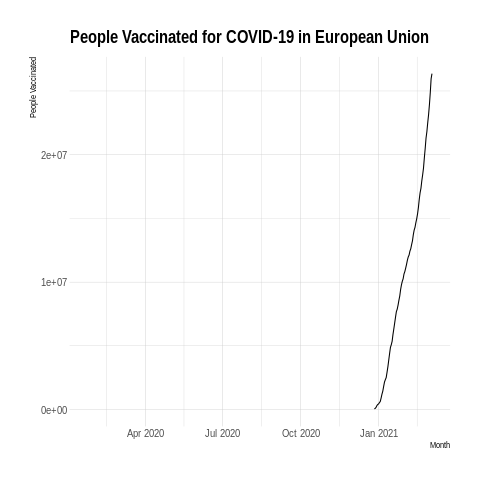 People Vaccinated for COVID-19 in European Union
People Vaccinated
2e+07
1e+07
0e+00
Apr 2020
Jul 2020
Oct 2020
Jan 2021
Month